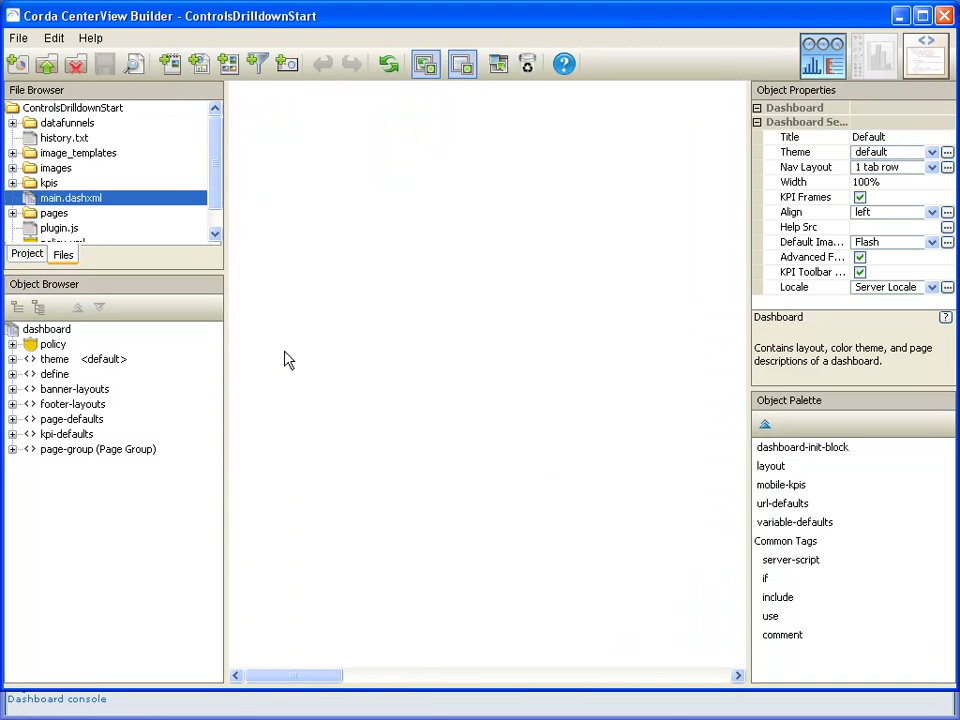 Corda CenterView Builder - ControlsDrilldownStart
File Edit Help
File Browser
ControlsDrilldownStart
datafunnels
history.txt
image_templates
images
kpis
main.dashxml
pages
plugin.js
Project Files
Object Browser
dashboard
policy
theme <default>
define
banner-layouts
footer-layouts
page-defaults
kpi-defaults
page-group (Page Group)
Object Properties
Dashboard
Dashboard Se...
Title Default
Theme default
Nav Layout 1 tab row
Width 100%
KPI Frames
Align left
Help Src
Default Ima... Flash
Advanced F...
KPI Toolbar ...
Locale Server Locale
Dashboard
Contains layout, color theme, and page
descriptions of a dashboard.
Object Palette
dashboard-init-block
layout
mobile-kpis
url-defaults
variable-defaults
Common Tags
server-script
if
include
use
comment
Dashboard console